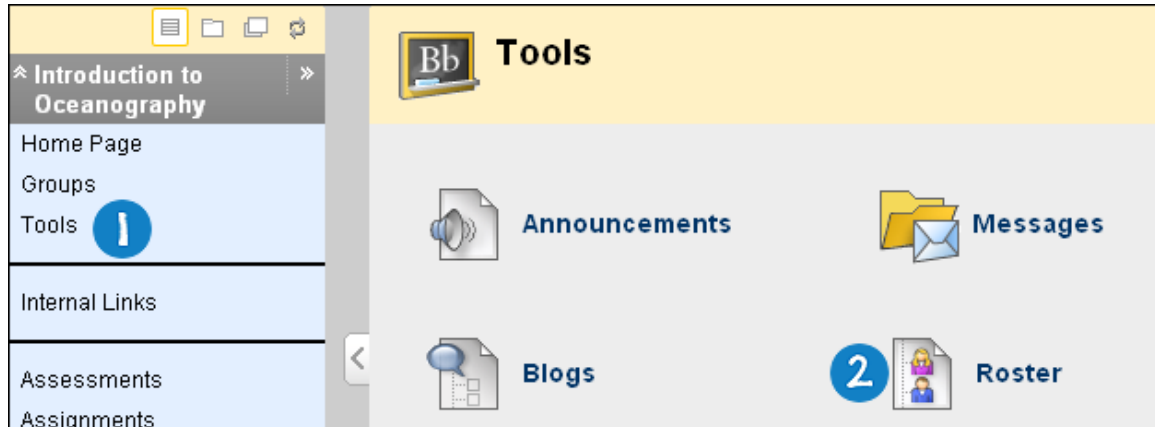 Introduction to
Oceanography
Home Page
Groups
Tools
1
Internal Links
Assessments
Assignments
Bb
Tools
Announcements
Messages
Blogs
2
Roster